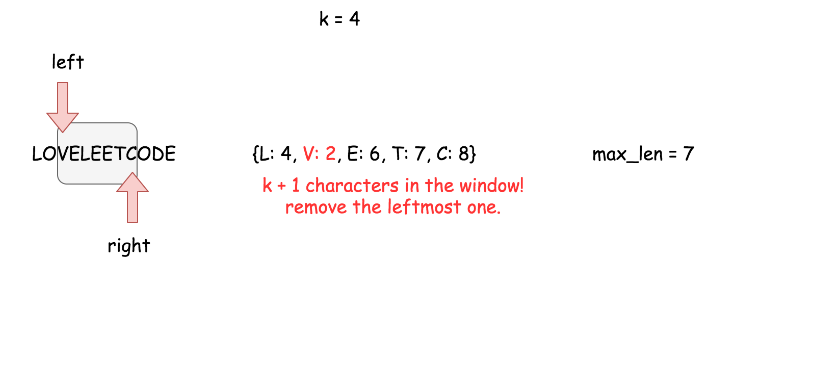 k = 4
left
LOVELEETCODE
{L: 4, V: 2, E: 6, T: 7, C: 8}
max_len = 7
k + 1 characters in the window!
remove the leftmost one.
right